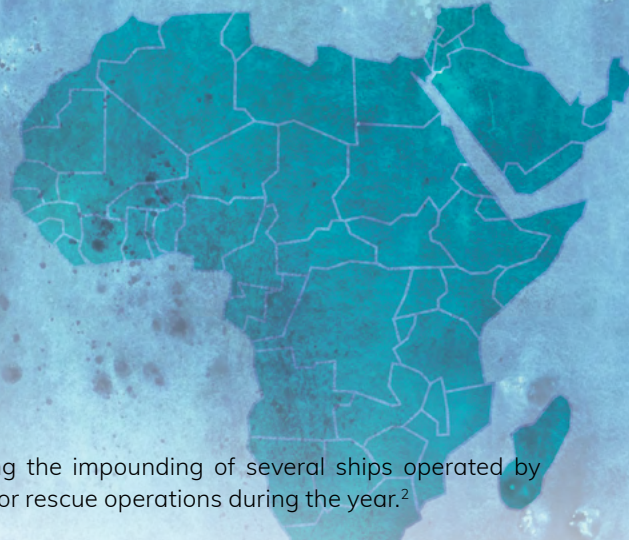 the impounding of several ships operated by
or rescue operations during the year.²